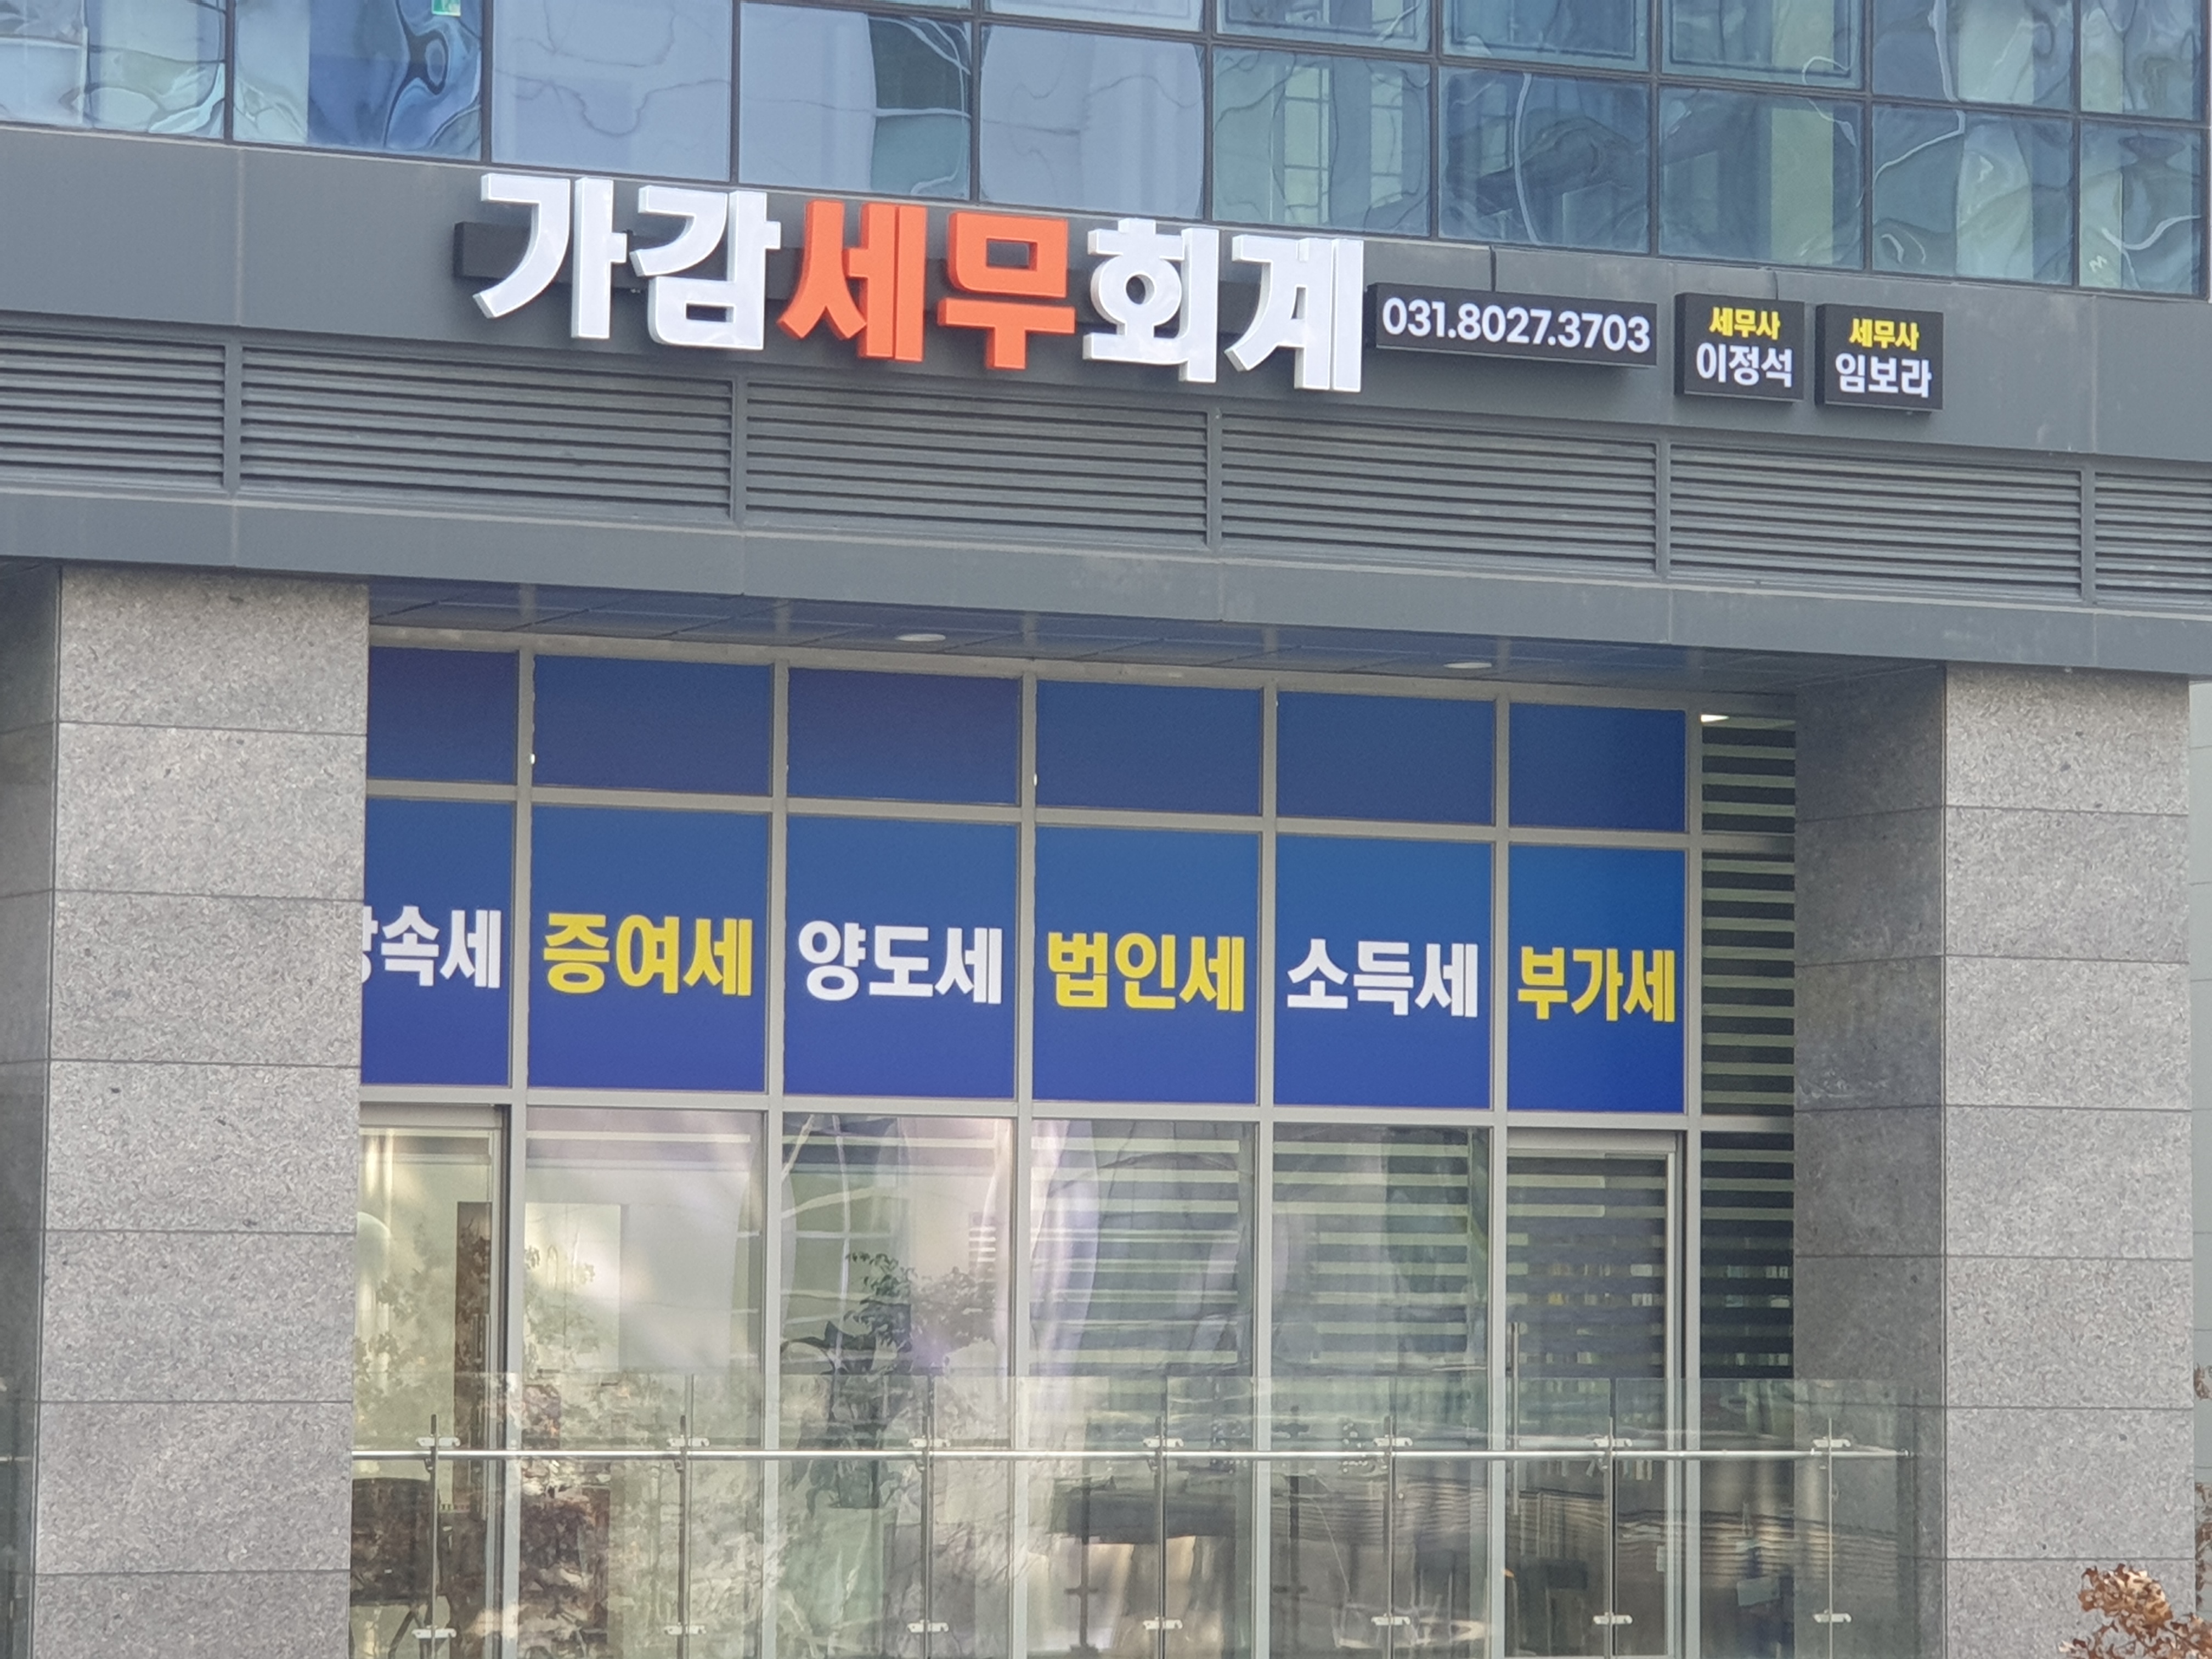 가감세무회계
031.8027.3703
세무사
이정석
세무사
임보라
상속세 증여세 양도세 법인세 소득세 부가세